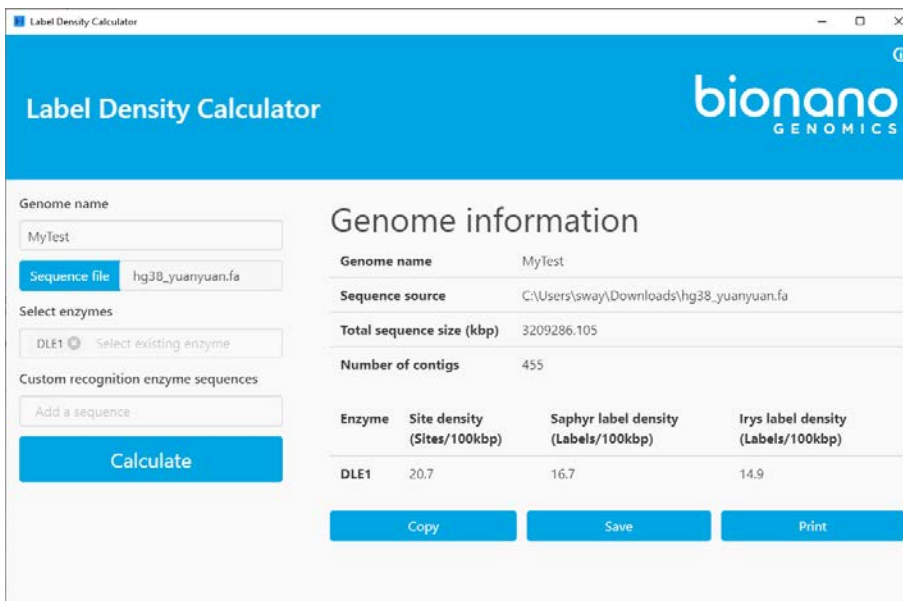 Label Density Calculator
Label Density Calculator
bionano
GENOMICS
Genome name
MyTest
Sequence file hg38_yuanyuan.fa
Select enzymes
DLE1 Select existing enzyme
Custom recognition enzyme sequences
Add a sequence
Calculate
Genome information
Genome name MyTest
Sequence source C:\Users\sway\Downloads\hg38_yuanyuan.fa
Total sequence size (kbp) 3209286.105
Number of contigs 455
Enzyme Site density Saphyr label density Irys label density
(Sites/100kbp) (Labels/100kbp) (Labels/100kbp)
DLE1 20.7 16.7 14.9
Copy Save Print